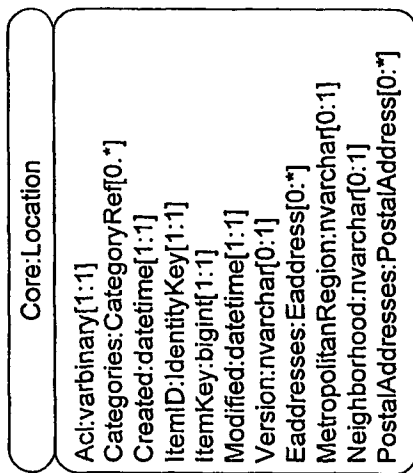 Core:Location
Acl:varbinary[1:1]
Categories:CategoryRef[0.*]
Created:datetime[1:1]
ItemID:IdentityKey[1:1]
ItemKey:bigint[1:1]
Modified:datetime[1:1]
Version:nvarchar[0:1]
Eaddresses:Eaddress[0:*]
MetropolitanRegion:nvarchar[0:1]
Neighborhood:nvarchar[0:1]
PostalAddresses:PostalAddress[0:*]